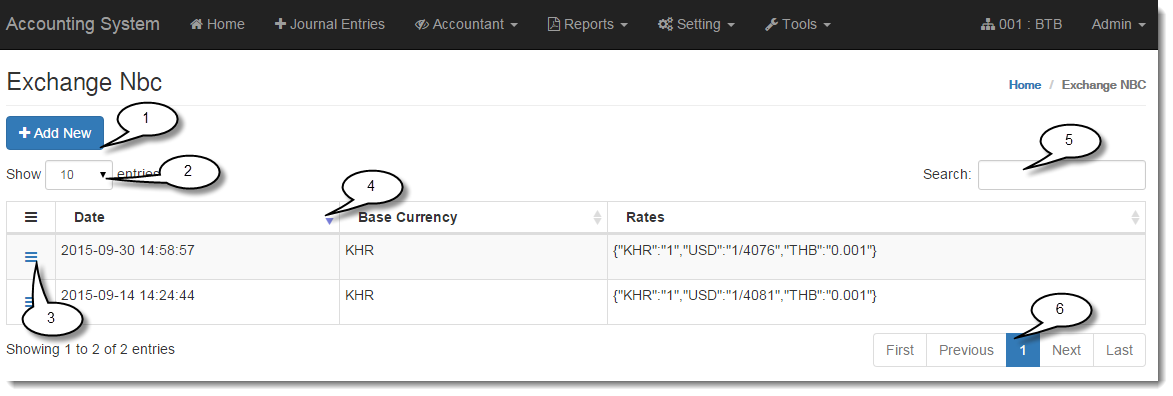 Accounting System Home Journal Entries Accountant Reports Setting Tools 001 : BTB Admin
Exchange Nbc
Home / Exchange NBC
Add New
1
Show 10 entries
2
Search:
5
4
Date Base Currency Rates
2015-09-30 14:58:57 KHR {"KHR":"1","USD":"1/4076","THB":"0.001"}
2015-09-14 14:24:44 KHR {"KHR":"1","USD":"1/4081","THB":"0.001"}
3
6
Showing 1 to 2 of 2 entries
First Previous 1 Next Last